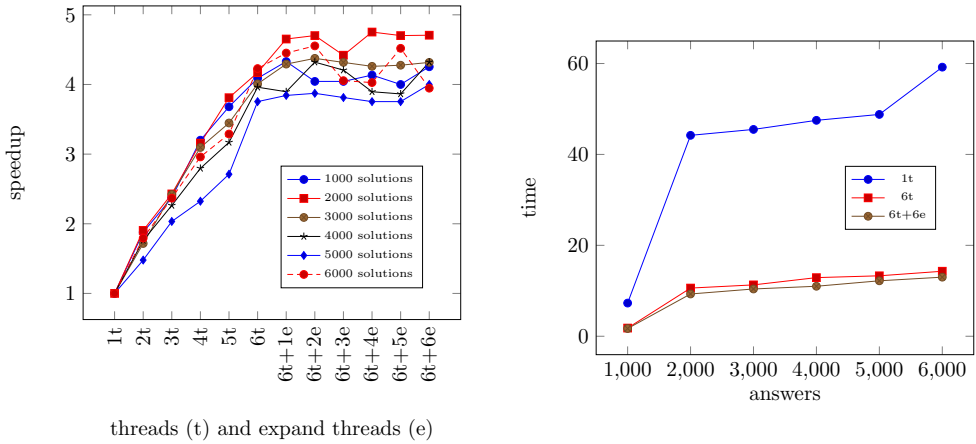 speedup
5
4
3
2
1
1000 solutions
2000 solutions
3000 solutions
4000 solutions
5000 solutions
6000 solutions
1t
2t
3t
4t
5t
6t
6t+1e
6t+2e
6t+3e
6t+4e
6t+5e
6t+6e
threads (t) and expand threads (e)
time
60
40
20
0
1t
6t
6t+6e
1,000 2,000 3,000 4,000 5,000 6,000
answers